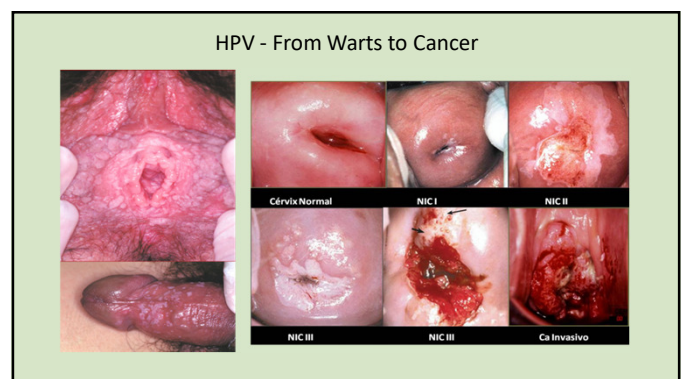 HPV - From Warts to Cancer
Cérvix Normal
NIC I
NIC II
NIC III
NIC III
Ca Invasivo